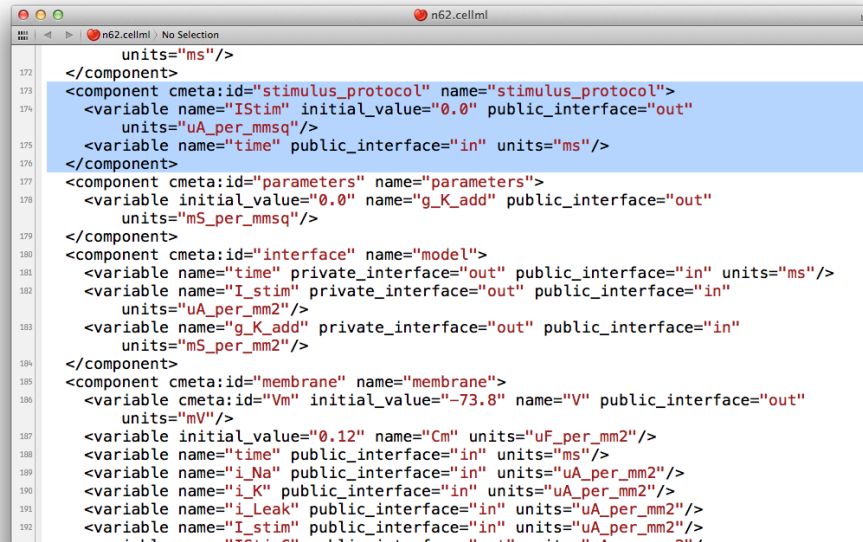 n62.cellml
n62.cellml 〉 No Selection
units="ms"/>
172 </component>
173 <component cmeta:id="stimulus_protocol" name="stimulus_protocol">
174 <variable name="IStim" initial_value="0.0" public_interface="out"
units="uA_per_mmsq"/>
175 <variable name="time" public_interface="in" units="ms"/>
176 </component>
177 <component cmeta:id="parameters" name="parameters">
178 <variable initial_value="0.0" name="g_K_add" public_interface="out"
units="mS_per_mmsq"/>
179 </component>
180 <component cmeta:id="interface" name="model">
181 <variable name="time" private_interface="out" public_interface="in" units="ms"/>
182 <variable name="I_stim" private_interface="out" public_interface="in"
units="uA_per_mm2"/>
183 <variable name="g_K_add" private_interface="out" public_interface="in"
units="mS_per_mm2"/>
184 </component>
185 <component cmeta:id="membrane" name="membrane">
186 <variable cmeta:id="Vm" initial_value="-73.8" name="V" public_interface="out"
units="mV"/>
187 <variable initial_value="0.12" name="Cm" units="uF_per_mm2"/>
188 <variable name="time" public_interface="in" units="ms"/>
189 <variable name="i_Na" public_interface="in" units="uA_per_mm2"/>
190 <variable name="i_K" public_interface="in" units="uA_per_mm2"/>
191 <variable name="i_Leak" public_interface="in" units="uA_per_mm2"/>
192 <variable name="I_stim" public_interface="in" units="uA_per_mm2"/>